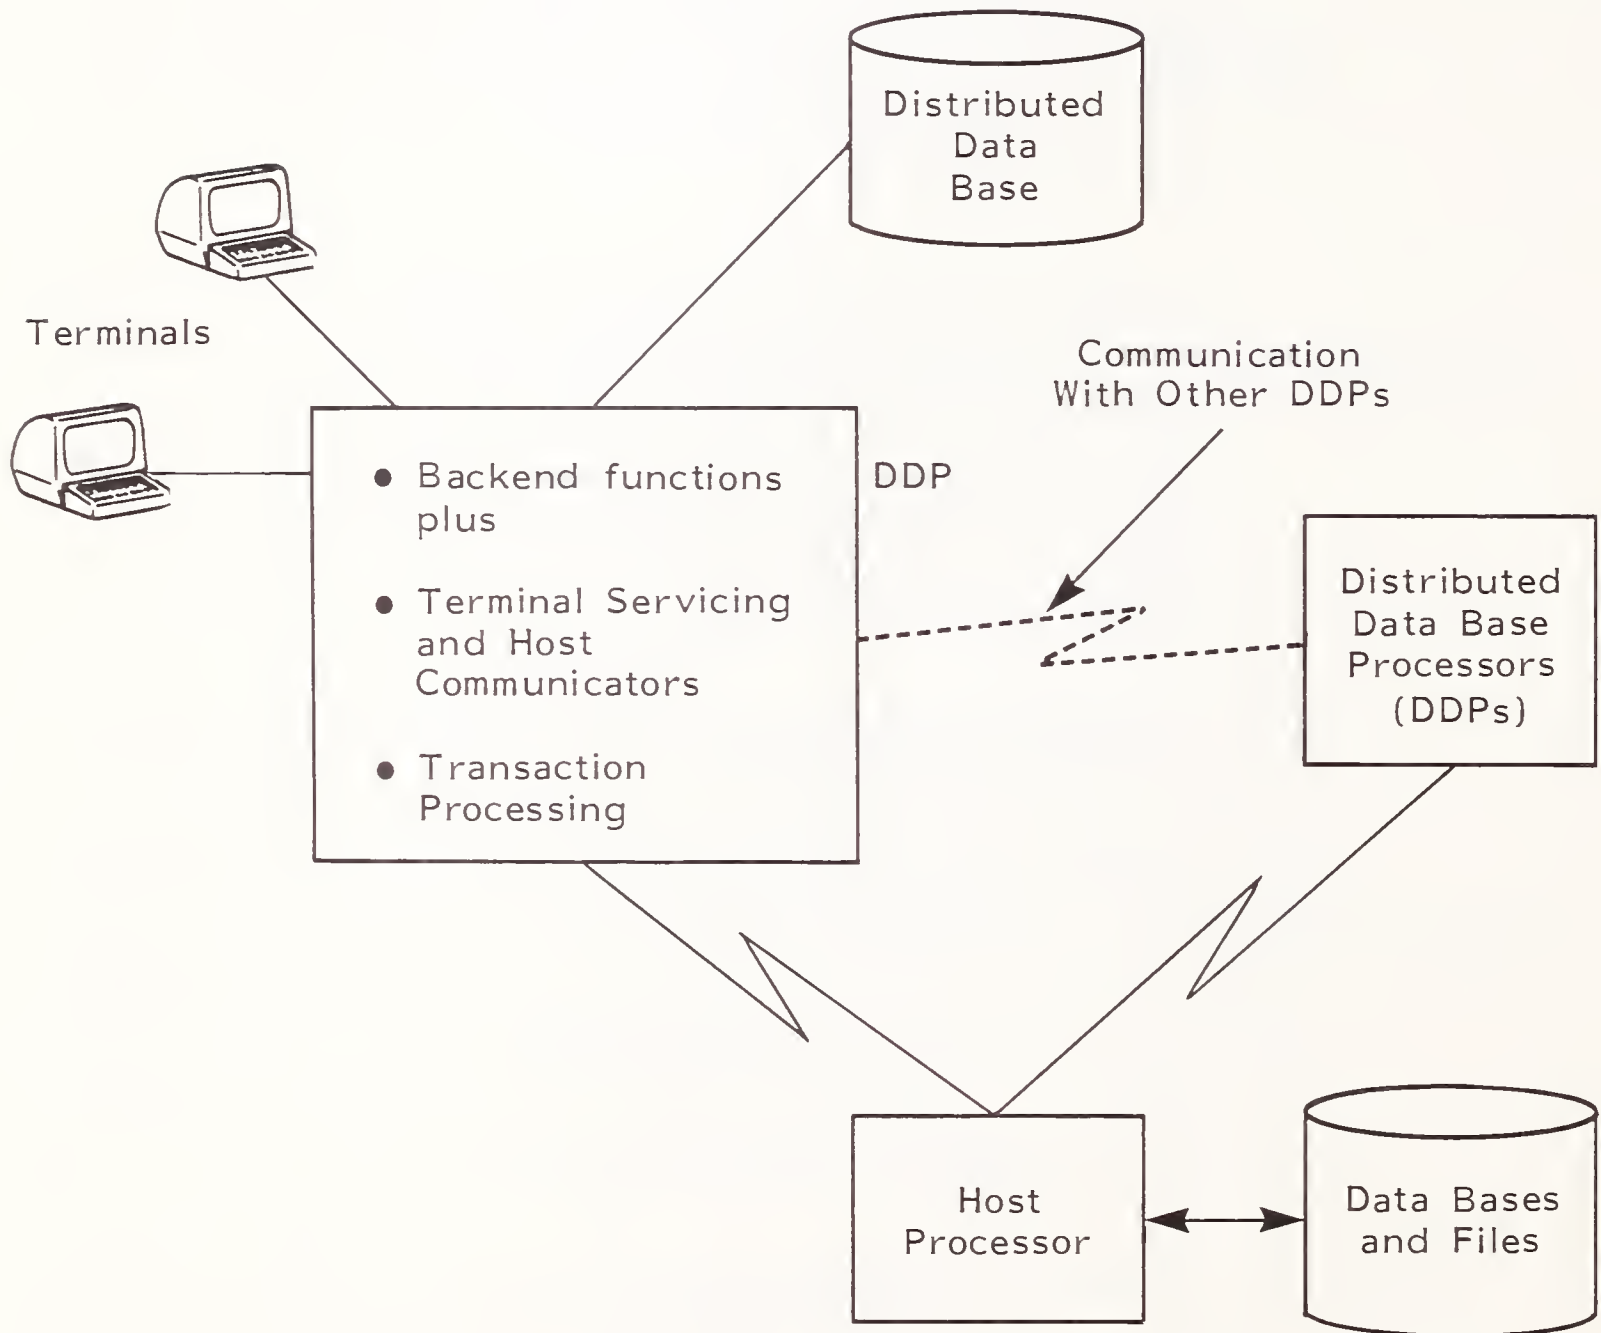 Distributed
Data
Base
Terminals
Communication
With Other DDPs
● Backend functions
plus
● Terminal Servicing
and Host
Communicators
● Transaction
Processing
DDP
Distributed
Data Base
Processors
(DDPs)
Host
Processor
Data Bases
and Files